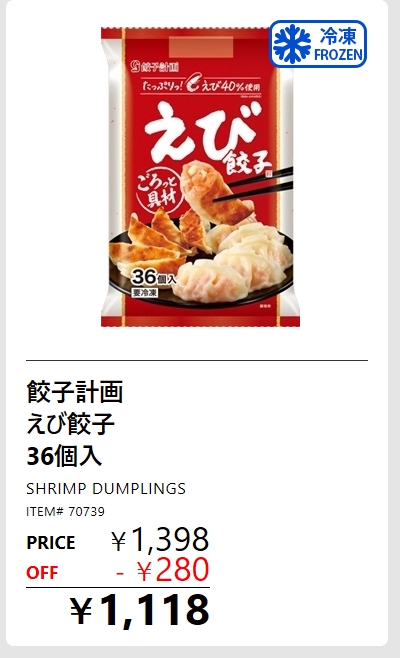 冷凍
FROZEN
餃子計画
たっぷりっ! えび40%使用
えび
餃子
ごろっと
具材
36個入
要冷凍
餃子計画
えび餃子
36個入
SHRIMP DUMPLINGS
ITEM# 70739
PRICE ¥1,398
OFF - ¥280
¥1,118